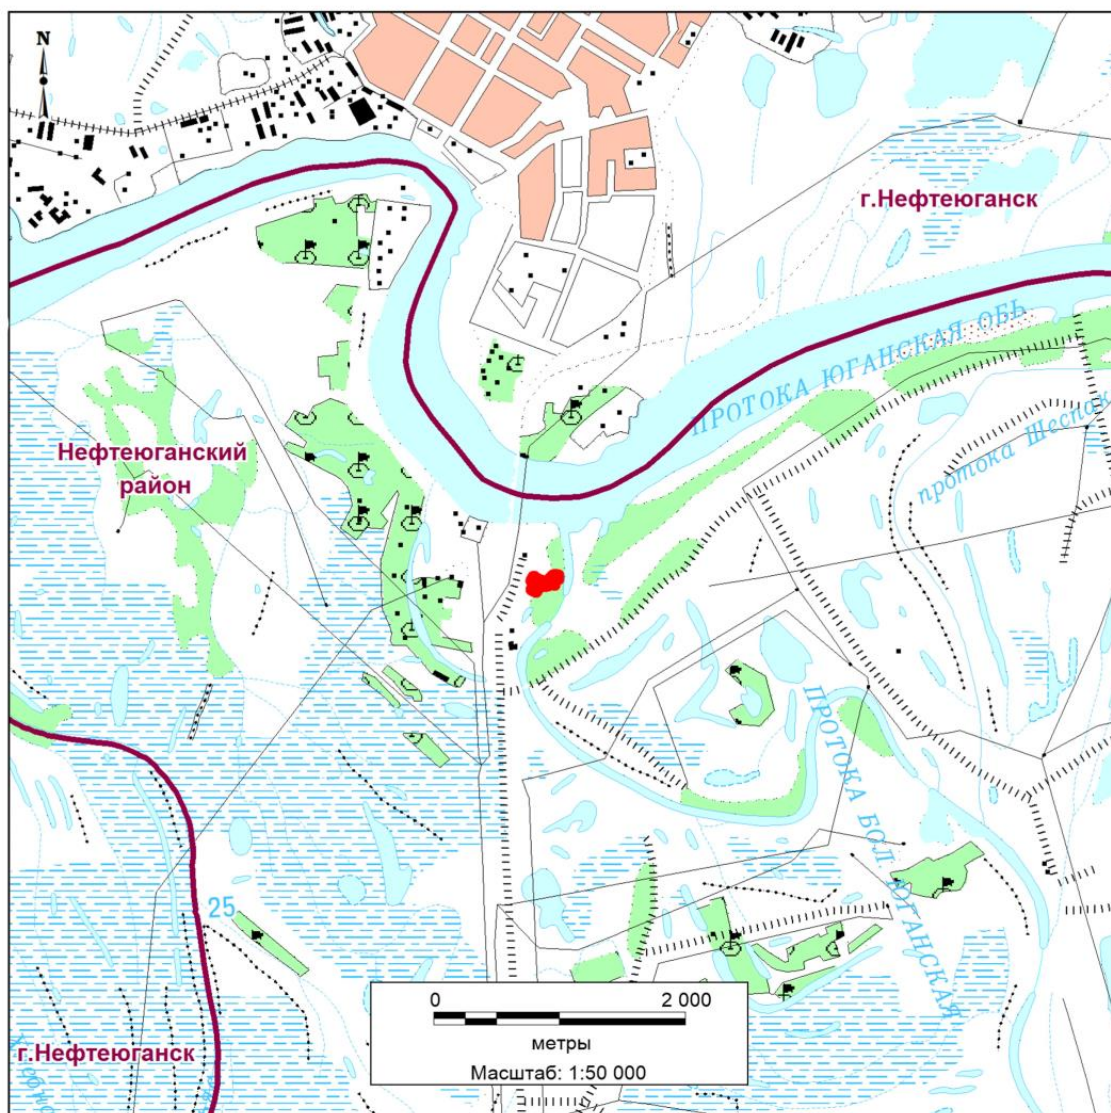 N
г.Нефтеюганск
ПРОТОКА ЮГАНСКАЯ ОБЬ
протока Шеспак
Нефтеюганский
район
ПРОТОКА БОЛ. ЮГАНСКАЯ
25
0 2 000
метры
Масштаб: 1:50 000
г.Нефтеюганск